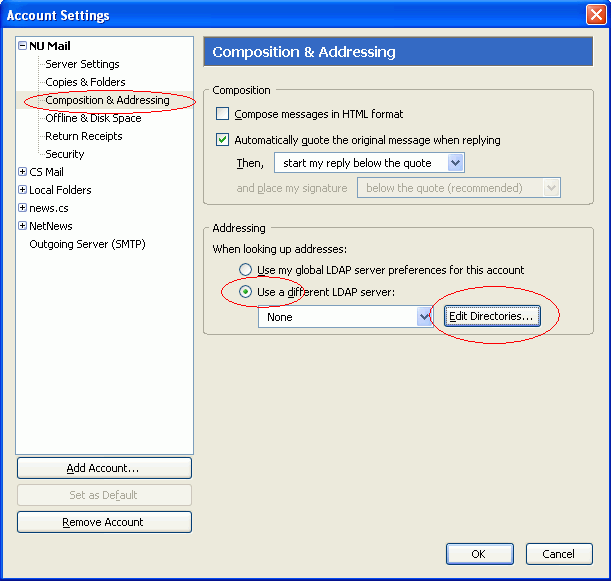 Account Settings
NU Mail
Server Settings
Copies & Folders
Composition & Addressing
Offline & Disk Space
Return Receipts
Security
CS Mail
Local Folders
news.cs
NetNews
Outgoing Server (SMTP)
Add Account...
Set as Default
Remove Account
Composition & Addressing
Composition
Compose messages in HTML format
Automatically quote the original message when replying
Then, start my reply below the quote
and place my signature below the quote (recommended)
Addressing
When looking up addresses:
Use my global LDAP server preferences for this account
Use a different LDAP server:
None Edit Directories...
OK Cancel